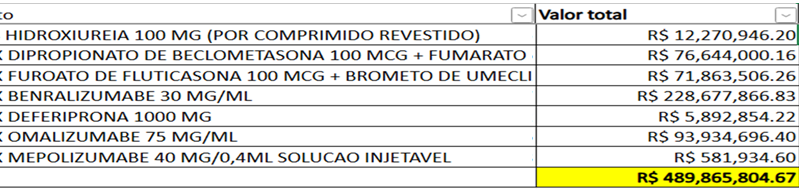 to Valor total
HIDROXIUREIA 100 MG (POR COMPRIMIDO REVESTIDO) R$ 12,270,946.20
DIPROPIONATO DE BECLOMETASONA 100 MCG + FUMARATO R$ 76,644,000.16
FUROATO DE FLUTICASONA 100 MCG + BROMETO DE UMECLI R$ 71,863,506.26
BENRALIZUMABE 30 MG/ML R$ 228,677,866.83
DEFERIPRONA 1000 MG R$ 5,892,854.22
OMALIZUMABE 75 MG/ML R$ 93,934,696.40
MEPOLIZUMABE 40 MG/0,4ML SOLUCAO INJETAVEL R$ 581,934.60
R$ 489,865,804.67